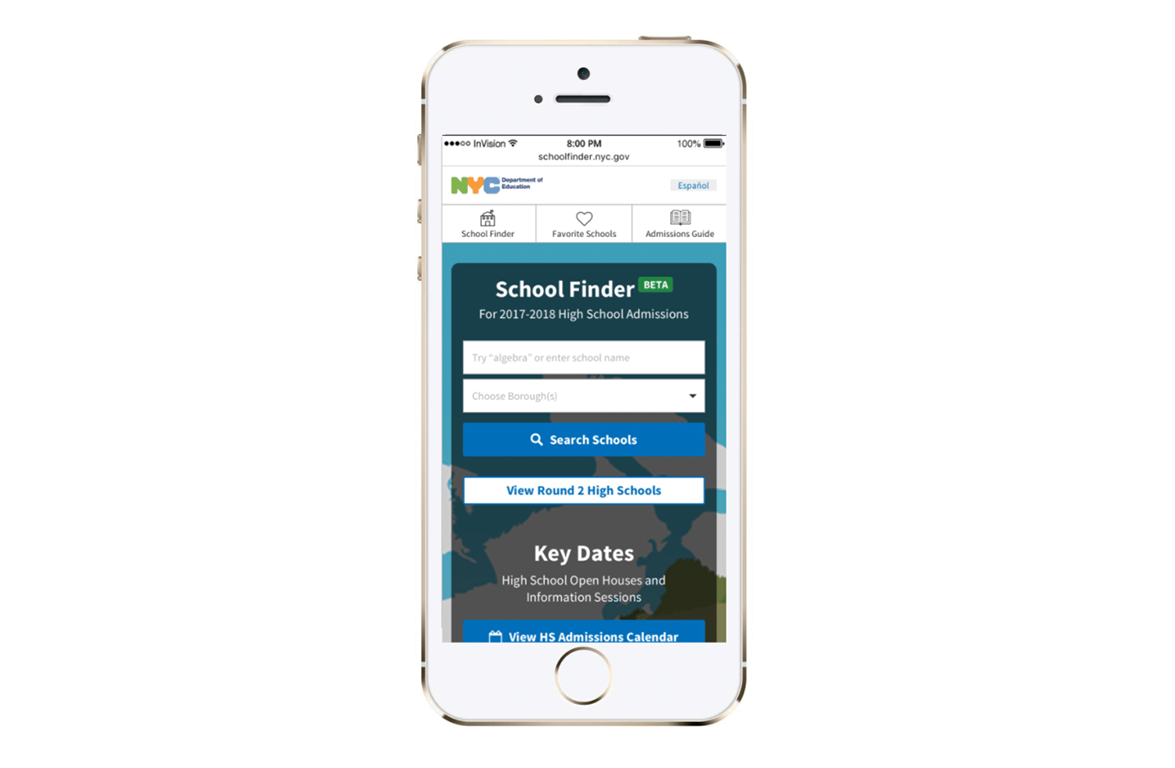 InVision 8:00 PM 100%
schoolfinder.nyc.gov
NYC Department of
Education
Español
School Finder Favorite Schools Admissions Guide
School Finder BETA
For 2017-2018 High School Admissions
Try “algebra” or enter school name
Choose Borough(s)
Search Schools
View Round 2 High Schools
Key Dates
High School Open Houses and
Information Sessions
View HS Admissions Calendar